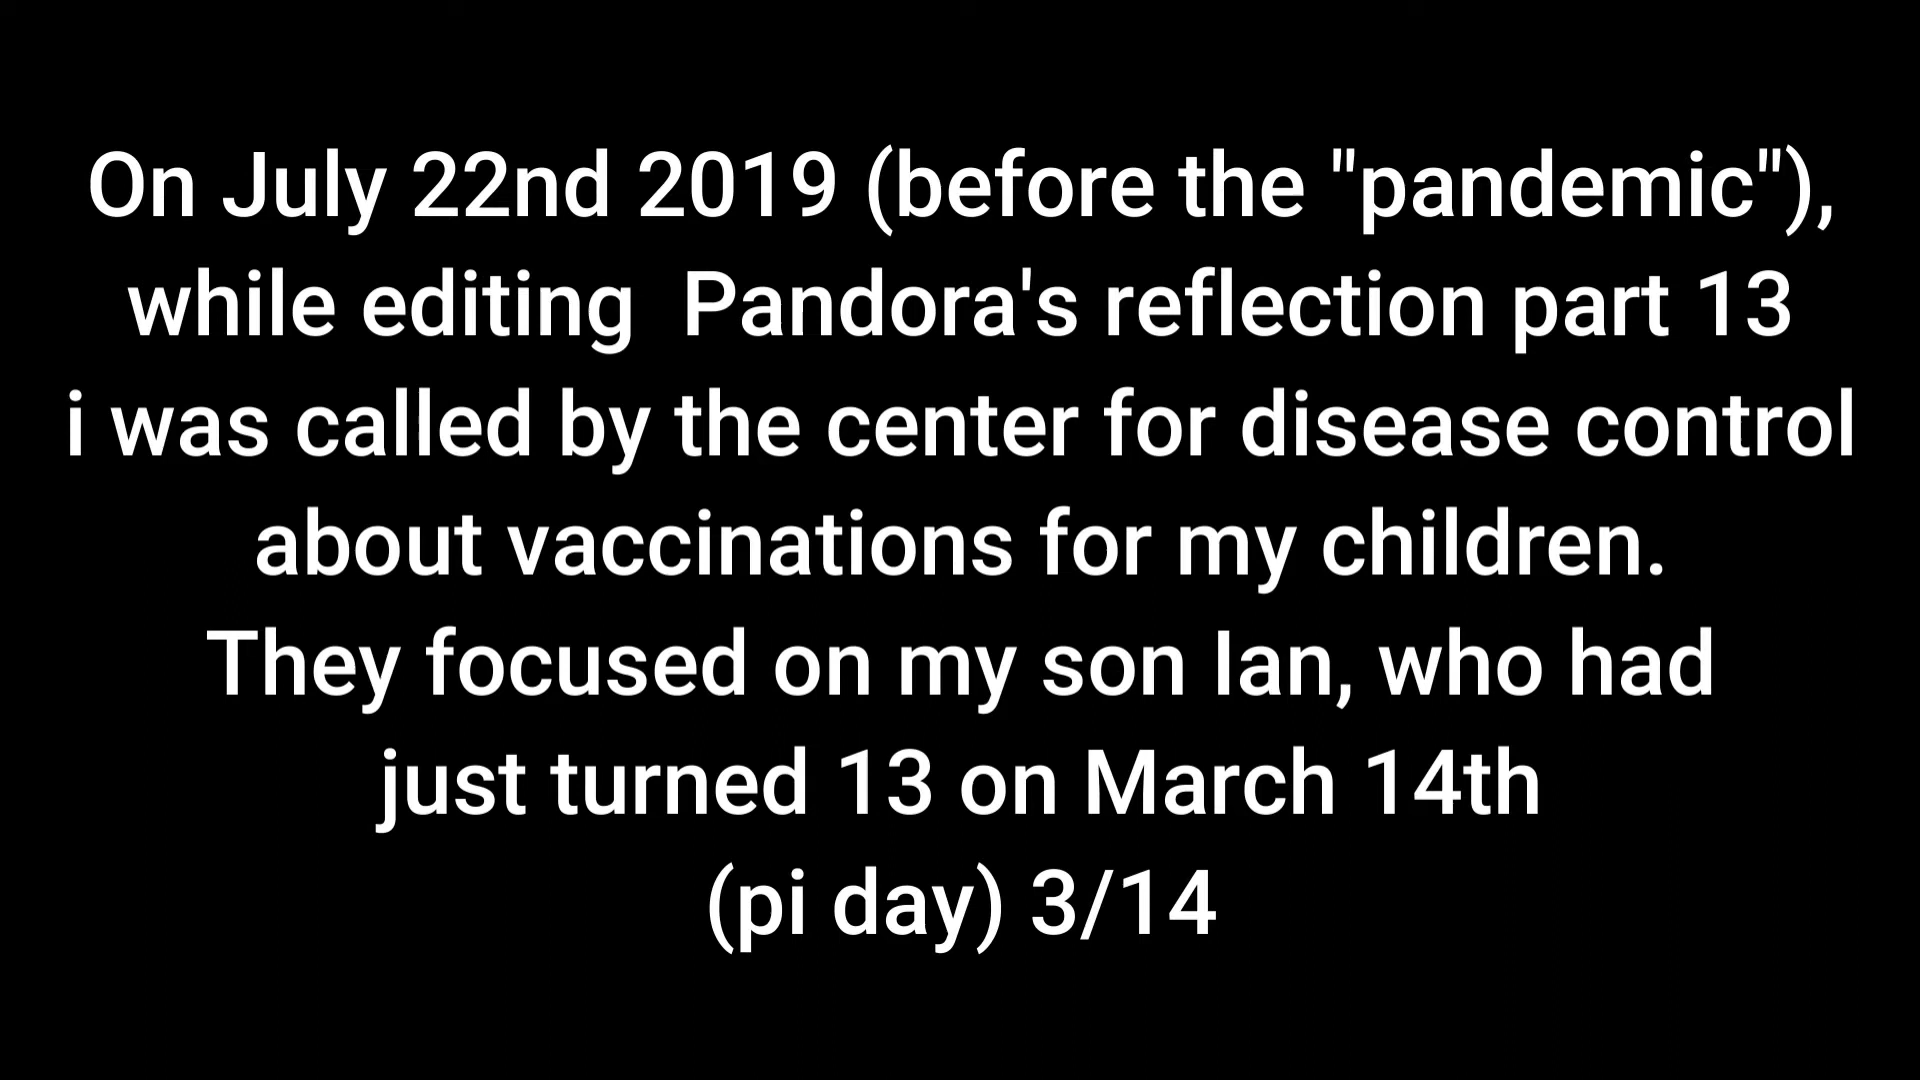 On July 22nd 2019 (before the "pandemic"),
while editing  Pandora's reflection part 13
i was called by the center for disease control
about vaccinations for my children.
They focused on my son Ian, who had
just turned 13 on March 14th
(pi day) 3/14